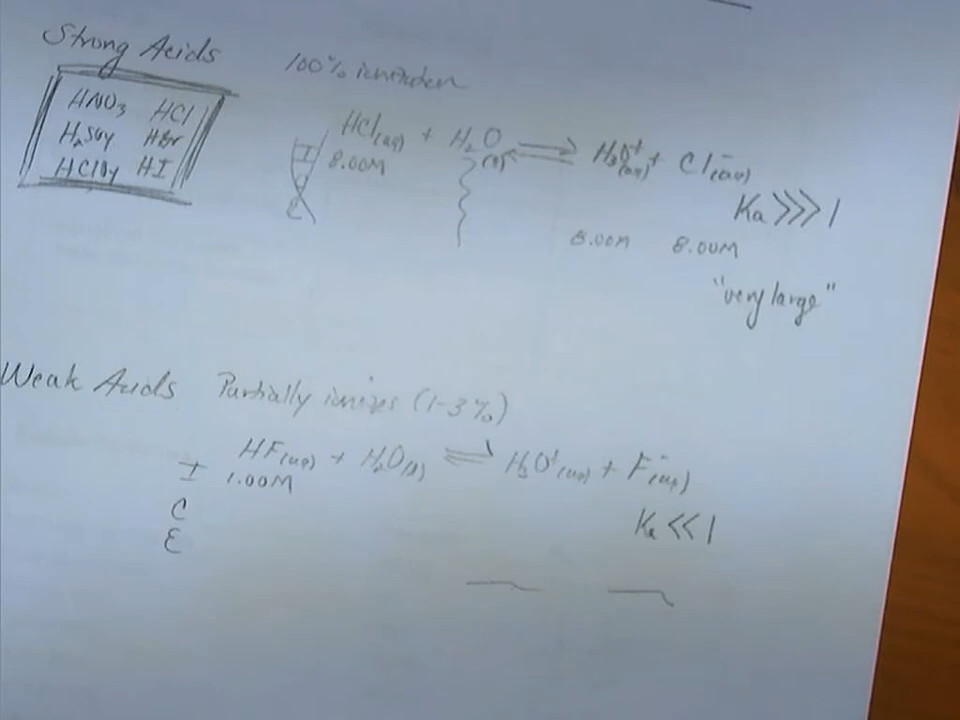 Strong Acids 100% ionization
HNO3 HCl
H2SO4 HBr
HClO4 HI
HCl(aq) + H2O(l) ⇌ H3O+(aq) + Cl-(aq)
I 8.00M
C
E
Ka >>> 1
8.00M 8.00M
"very large"
Weak Acids Partially ionizes (1-3%)
HF(aq) + H2O(l) ⇌ H3O+(aq) + F-(aq)
I 1.00M
C
E
Ka << 1